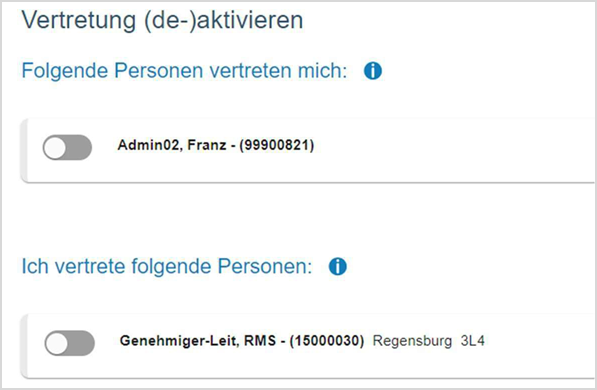 Vertretung (de-)aktivieren
Folgende Personen vertreten mich: i
Admin02, Franz - (99900821)
Ich vertrete folgende Personen: i
Genehmiger-Leit, RMS - (15000030) Regensburg 3L4